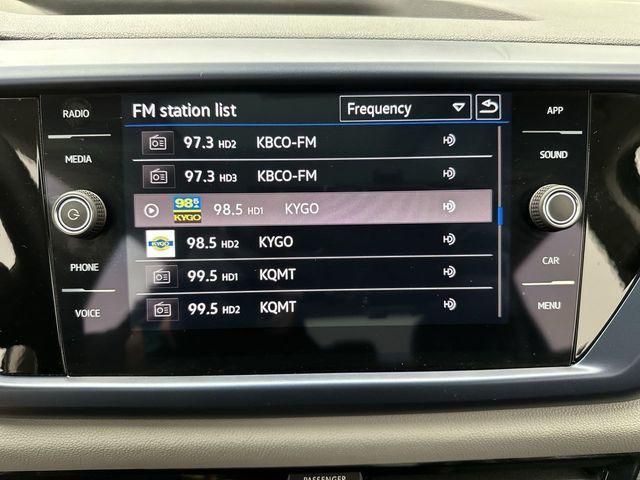 RADIO
MEDIA
PHONE
VOICE
FM station list
Frequency
97.3 HD2 KBCO-FM
97.3 HD3 KBCO-FM
98.5 KYGO 98.5 HD1 KYGO
KYGO 98.5 HD2 KYGO
99.5 HD1 KQMT
99.5 HD2 KQMT
APP
SOUND
CAR
MENU
PASSENGER